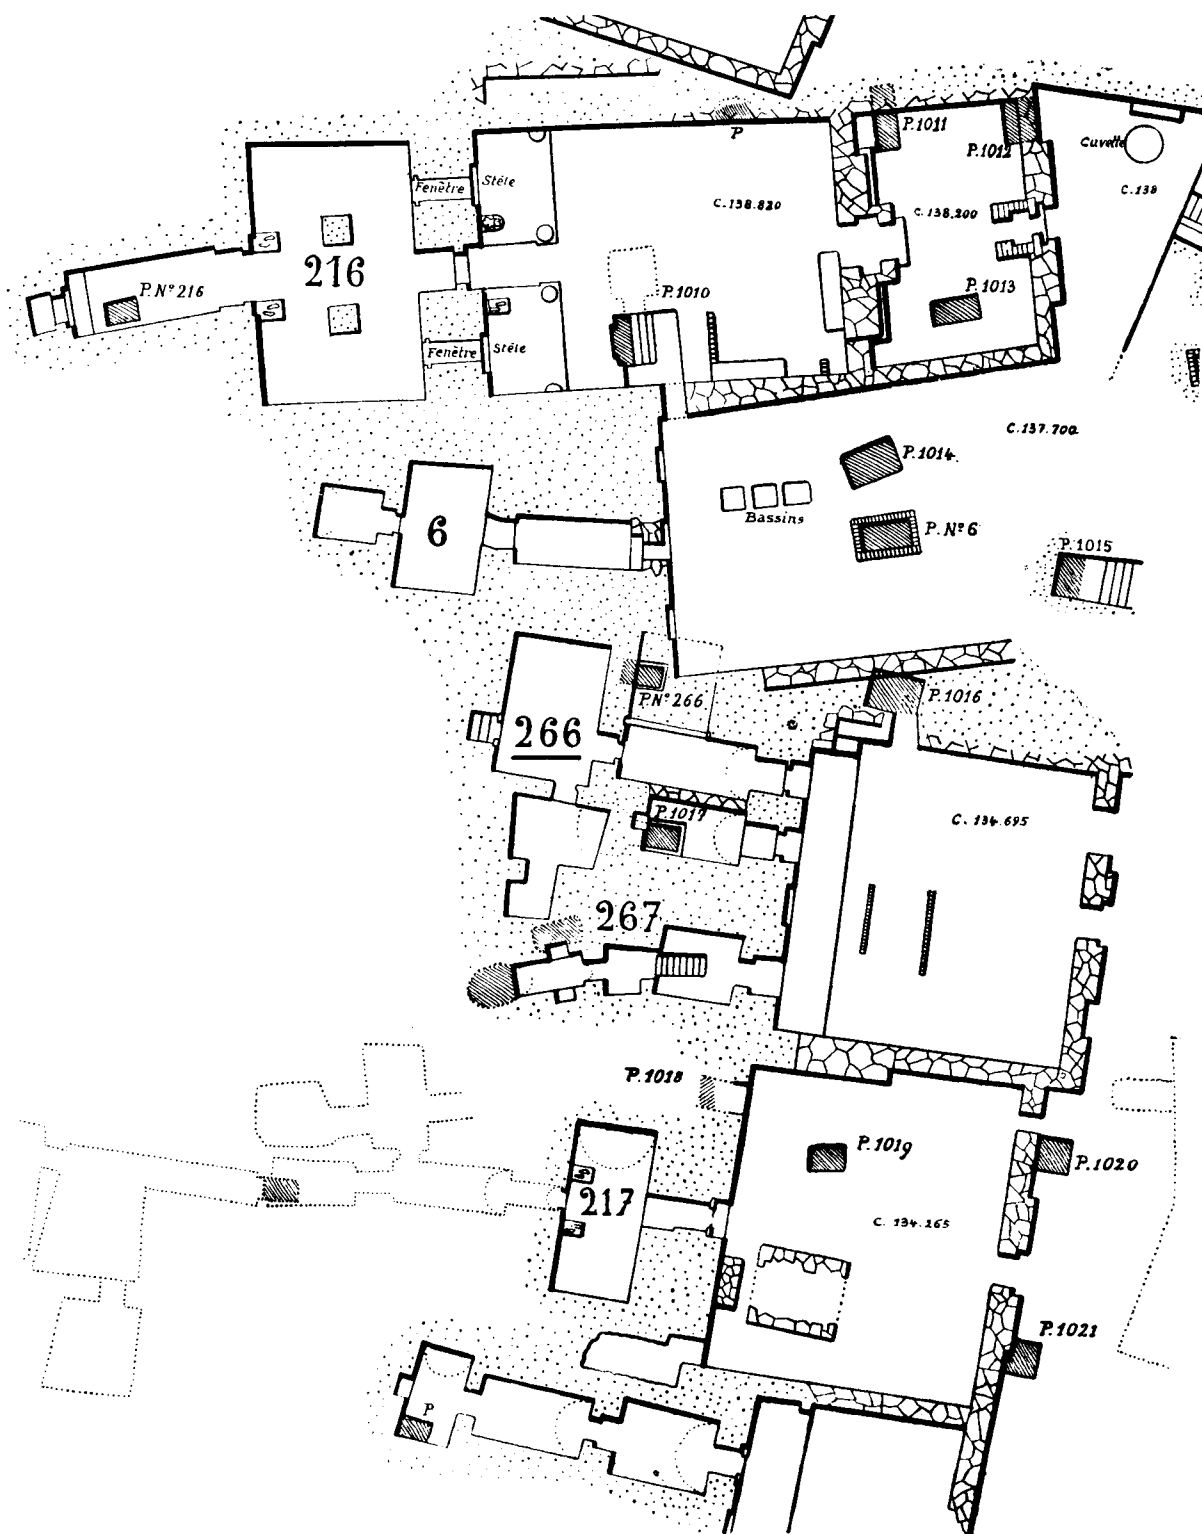 P
P.1011
P.1012
Cuvette
C.138
Fenêtre
Stèle
C.138.820
C.138.200
216
P.N°216
P.1010
P.1013
Fenêtre
Stèle
C.137.700
P.1014.
Bassins
P.N°6
6
P.1015
P.N°266
P.1016
266
P.1017
C. 134.695
267
P.1018
P.1019
P.1020
217
C. 134.265
P.1021
P